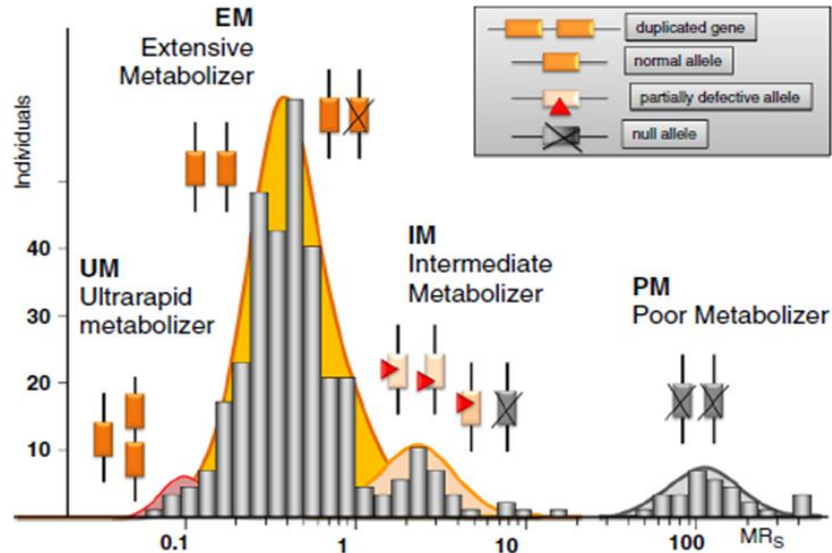 EM
Extensive
Metabolizer
duplicated gene
normal allele
partially defective allele
null allele
Individuals
40
30
20
10
UM
Ultrarapid
metabolizer
IM
Intermediate
Metabolizer
PM
Poor Metabolizer
0.1
1
10
100
MRS